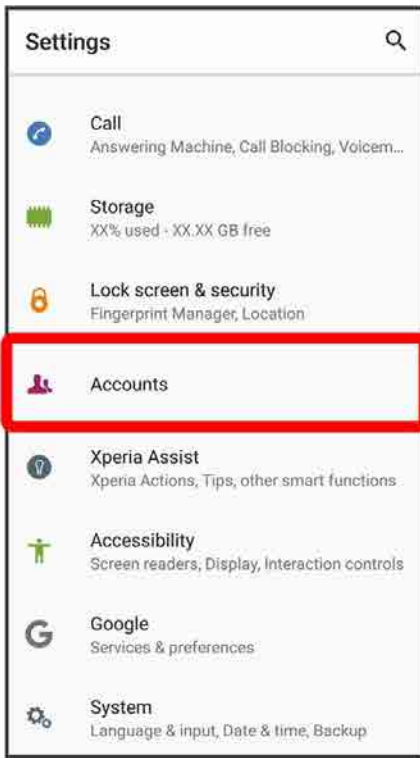 Settings
Call
Answering Machine, Call Blocking, Voicem...
Storage
XX% used - XX.XX GB free
Lock screen & security
Fingerprint Manager, Location
Accounts
Xperia Assist
Xperia Actions, Tips, other smart functions
Accessibility
Screen readers, Display, Interaction controls
Google
Services & preferences
System
Language & input, Date & time, Backup